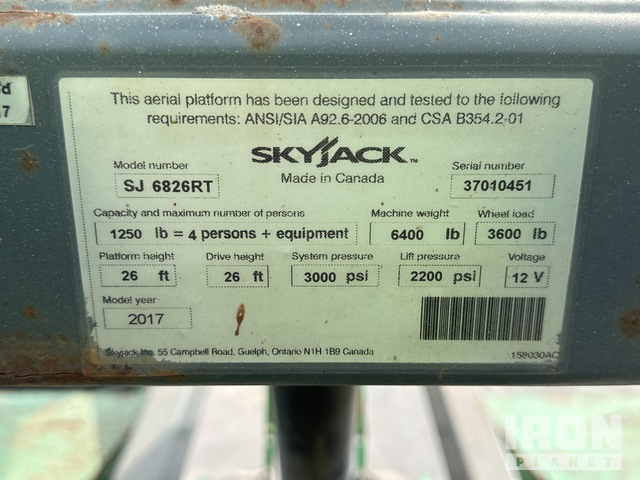 This aerial platform has been designed and tested to the following
requirements: ANSI/SIA A92.6-2006 and CSA B354.2-01
SKYJACK™
Made in Canada
Model number
SJ 6826RT
Serial number
37010451
Capacity and maximum number of persons
1250 lb = 4 persons + equipment
Machine weight
6400 lb
Wheel load
3600 lb
Platform height
26 ft
Drive height
26 ft
System pressure
3000 psi
Lift pressure
2200 psi
Voltage
12 V
Model year
2017
Skyjack Inc. 55 Campbell Road, Guelph, Ontario N1H 1B9 Canada
158030AC
IRON
PLANET